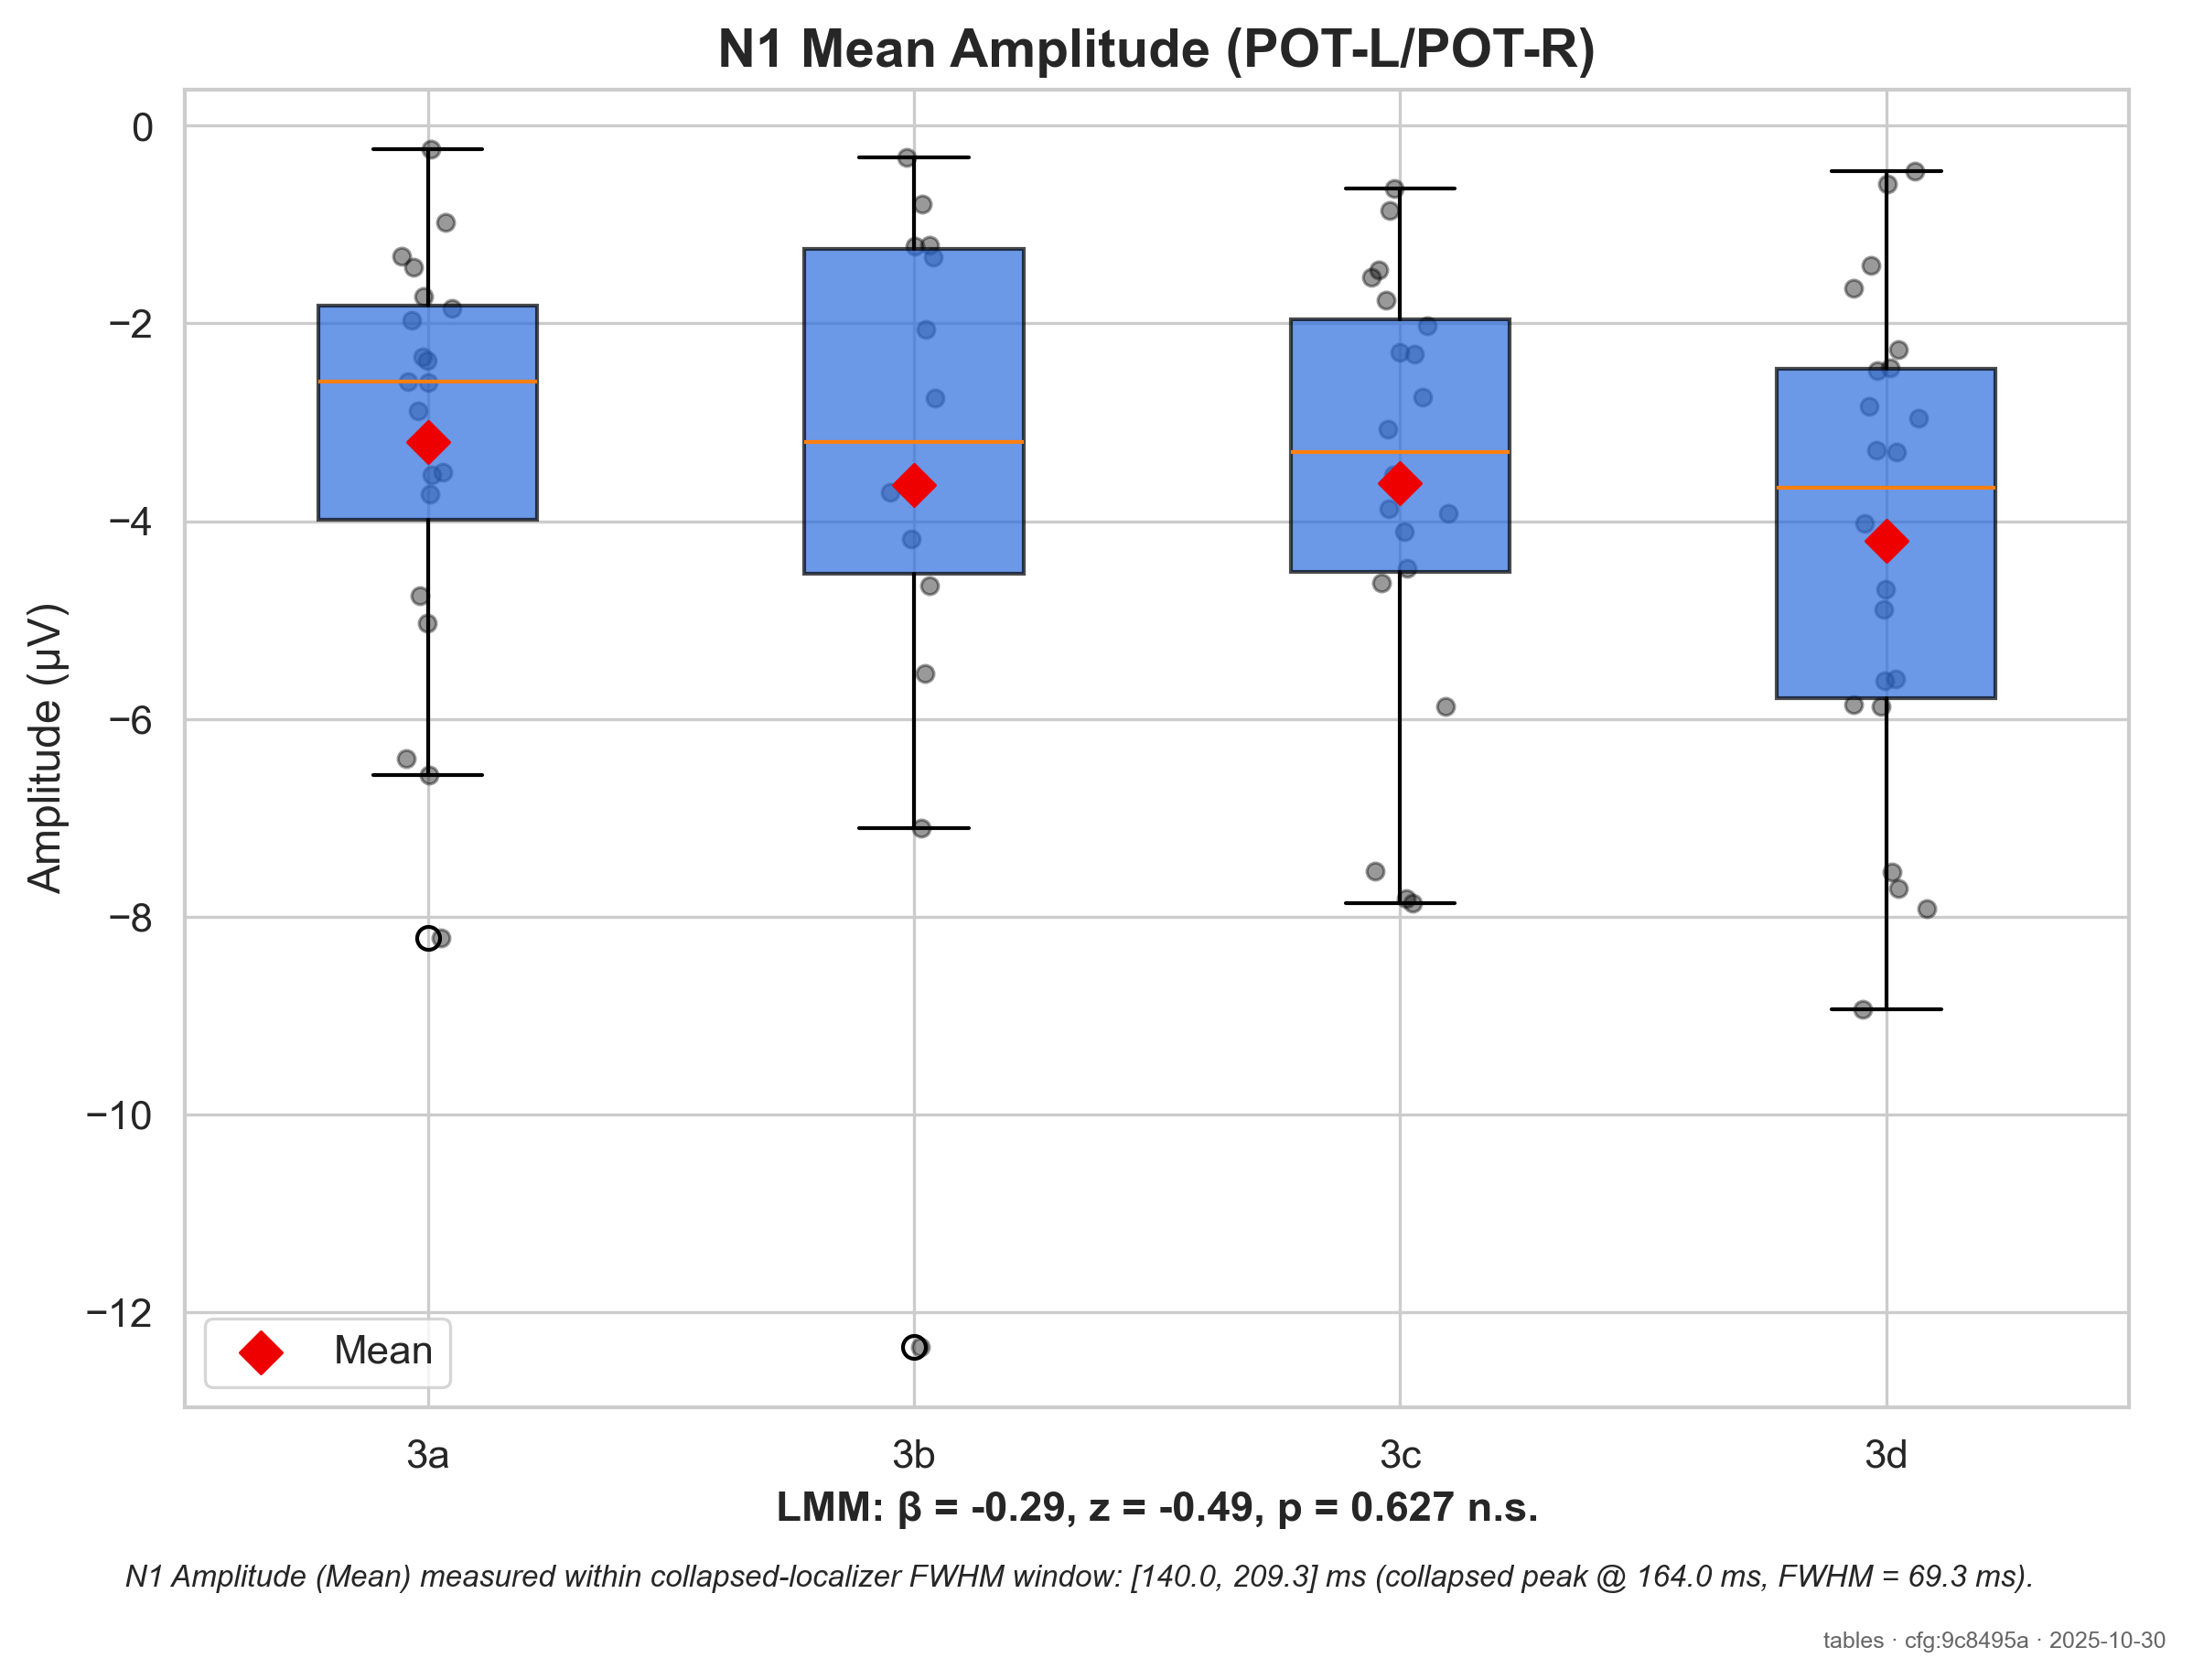 N1 Mean Amplitude (POT-L/POT-R)
Amplitude (µV)
0
−2
−4
−6
−8
−10
−12
Mean
3a 3b 3c 3d
LMM: β = -0.29, z = -0.49, p = 0.627 n.s.
N1 Amplitude (Mean) measured within collapsed-localizer FWHM window: [140.0, 209.3] ms (collapsed peak @ 164.0 ms, FWHM = 69.3 ms).
tables · cfg:9c8495a · 2025-10-30